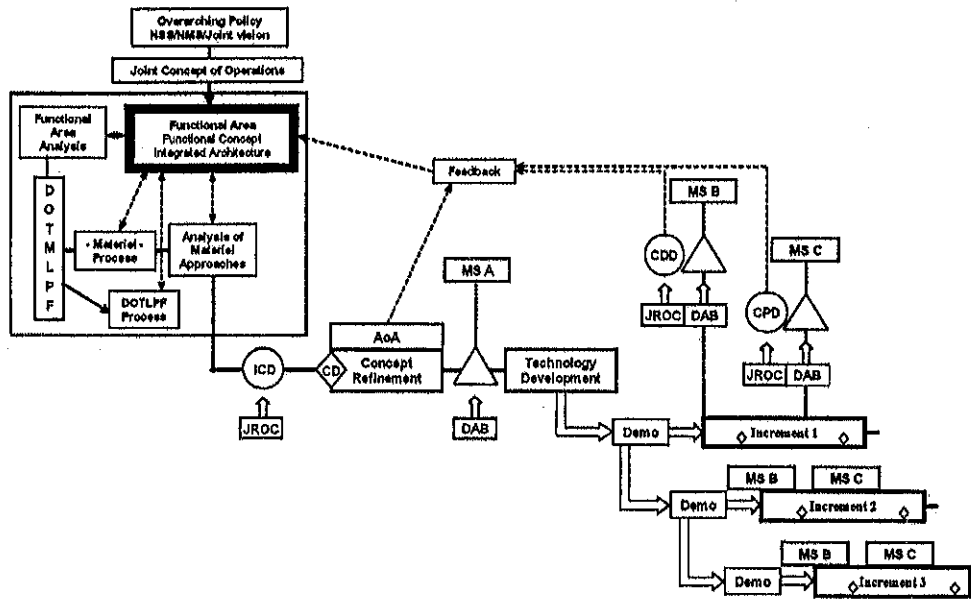 Overarching Policy
NSS/NMS/Joint vision
Joint Concept of Operations
Functional
Area
Analysis
Functional Area
Functional Concept
Integrated Architecture
Feedback
D
O
T
M
L
P
F
- Materiel -
Process
Analysis of
Materiel
Approaches
DOTLPF
Process
MS A
MS B
MS C
CDD
CPD
JROC
DAB
JROC
DAB
AoA
ICD
CD
Concept
Refinement
Technology
Development
JROC
DAB
Demo
Increment 1
MS B
MS C
Demo
Increment 2
MS B
MS C
Demo
Increment 3